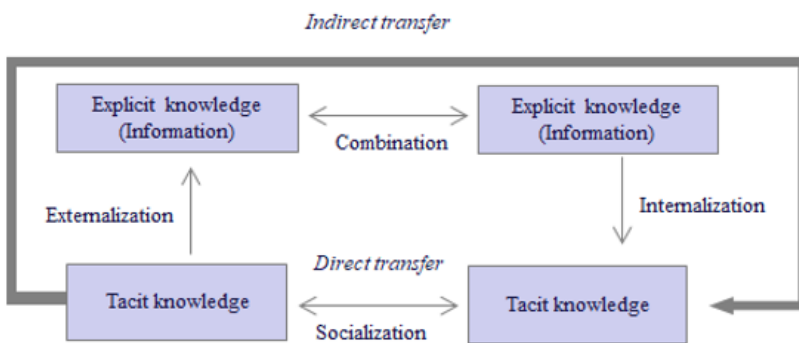 Indirect transfer
Explicit knowledge
(Information)
Explicit knowledge
(Information)
Combination
Externalization
Internalization
Direct transfer
Tacit knowledge
Tacit knowledge
Socialization